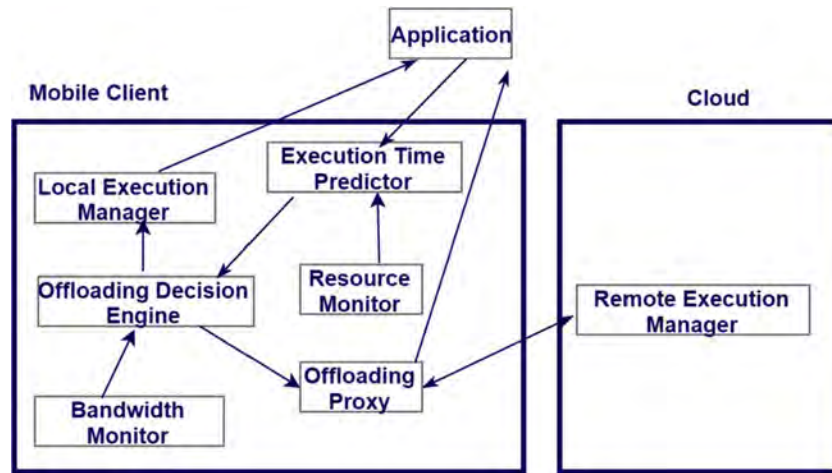 Application
Mobile Client
Cloud
Execution Time
Predictor
Local Execution
Manager
Offloading Decision
Engine
Resource
Monitor
Remote Execution
Manager
Offloading
Proxy
Bandwidth
Monitor